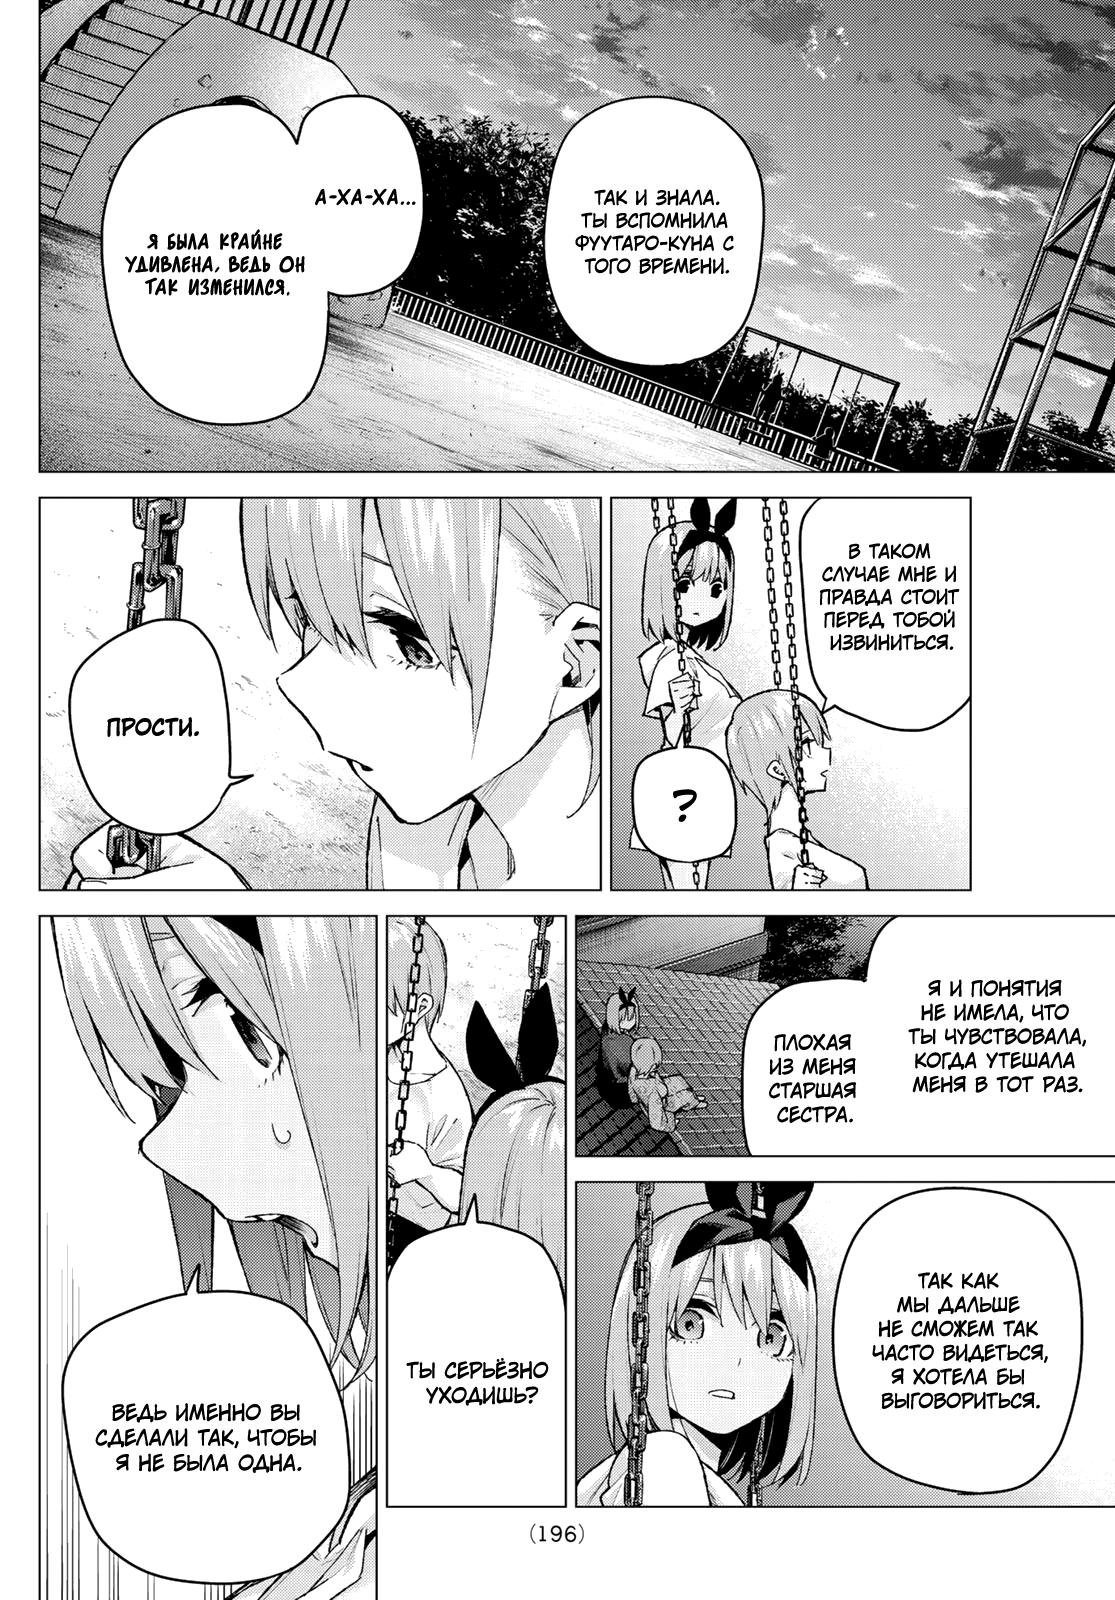 ТАК И ЗНАЛА.
ТЫ ВСПОМНИЛА
ФУУТАРО-КУНА С
ТОГО ВРЕМЕНИ.
А-ХА-ХА...
Я БЫЛА КРАЙНЕ
УДИВЛЕНА, ВЕДЬ ОН
ТАК ИЗМЕНИЛСЯ.
В ТАКОМ
СЛУЧАЕ МНЕ И
ПРАВДА СТОИТ
ПЕРЕД ТОБОЙ
ИЗВИНИТЬСЯ.
?
ПРОСТИ.
Я И ПОНЯТИЯ
НЕ ИМЕЛА, ЧТО
ТЫ ЧУВСТВОВАЛА,
КОГДА УТЕШАЛА
МЕНЯ В ТОТ РАЗ.
ПЛОХАЯ
ИЗ МЕНЯ
СТАРШАЯ
СЕСТРА.
ТАК КАК
МЫ ДАЛЬШЕ
НЕ СМОЖЕМ ТАК
ЧАСТО ВИДЕТЬСЯ,
Я ХОТЕЛА БЫ
ВЫГОВОРИТЬСЯ.
ТЫ СЕРЬЁЗНО
УХОДИШЬ?
ВЕДЬ ИМЕННО ВЫ
СДЕЛАЛИ ТАК, ЧТОБЫ
Я НЕ БЫЛА ОДНА.
(196)